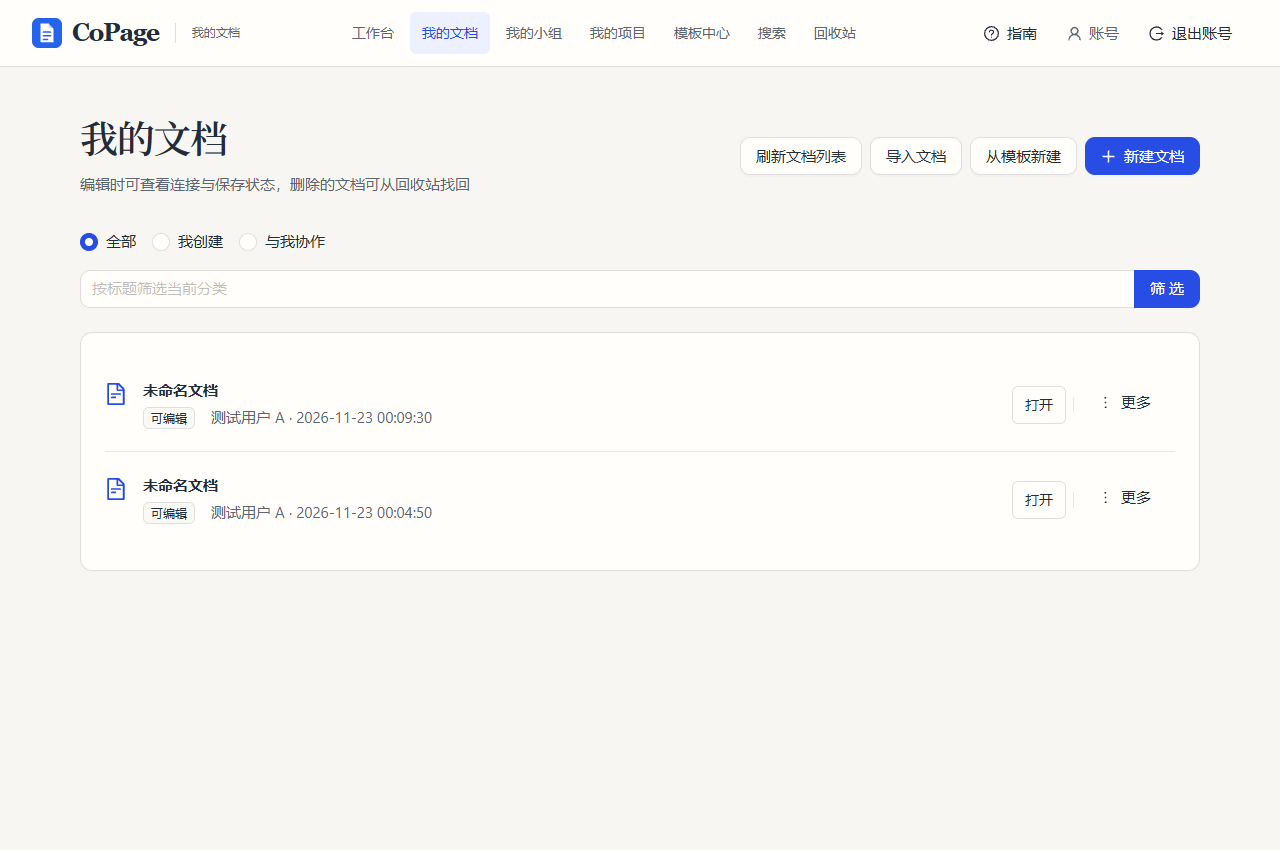 CoPage 我的文档 工作台 我的文档 我的小组 我的项目 模板中心 搜索 回收站 指南 账号 退出账号
我的文档
刷新文档列表 导入文档 从模板新建 新建文档
编辑时可查看连接与保存状态，删除的文档可从回收站找回
全部 我创建 与我协作
按标题筛选当前分类 筛 选
未命名文档
可编辑 测试用户 A · 2026-11-23 00:09:30
打开 更多
未命名文档
可编辑 测试用户 A · 2026-11-23 00:04:50
打开 更多